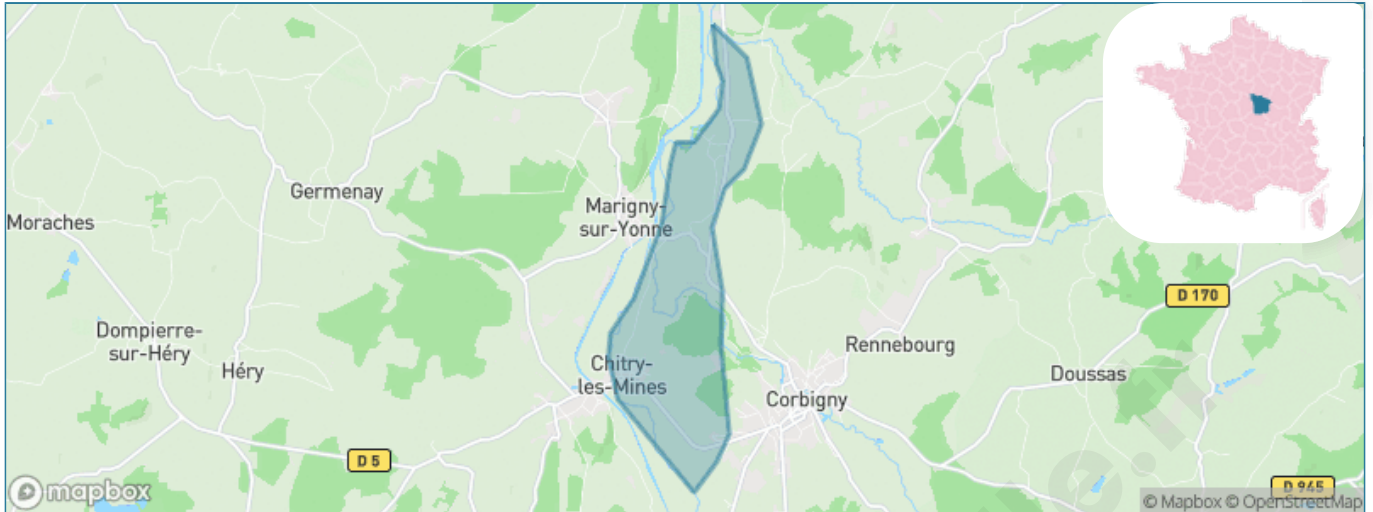 Germenay
Moraches
Marigny-
sur-Yonne
D 170
Dompierre-
sur-Héry
Rennebourg
Héry
Chitry-
les-Mines
Doussas
Corbigny
D 5
D 945
mapbox
© Mapbox © OpenStreetMap